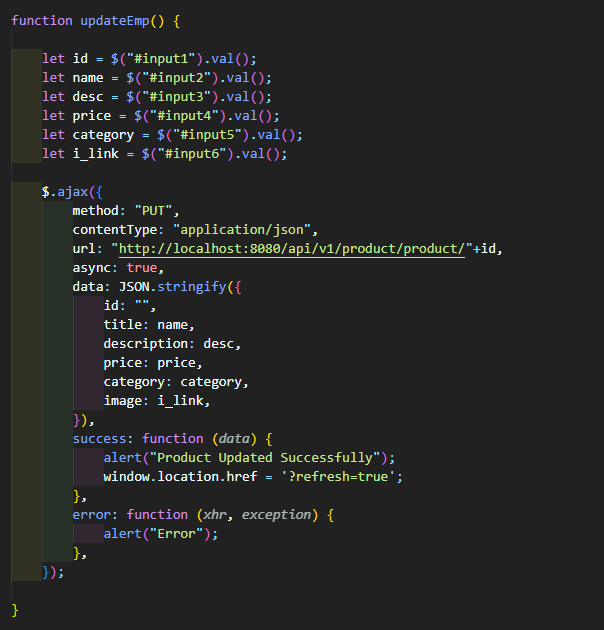 function updateEmp() {
let id = $("#input1").val();
let name = $("#input2").val();
let desc = $("#input3").val();
let price = $("#input4").val();
let category = $("#input5").val();
let i_link = $("#input6").val();
$.ajax({
method: "PUT",
contentType: "application/json",
url: "http://localhost:8080/api/v1/product/product/"+id,
async: true,
data: JSON.stringify({
id: "",
title: name,
description: desc,
price: price,
category: category,
image: i_link,
}),
success: function (data) {
alert("Product Updated Successfully");
window.location.href = '?refresh=true';
},
error: function (xhr, exception) {
alert("Error");
},
});
}